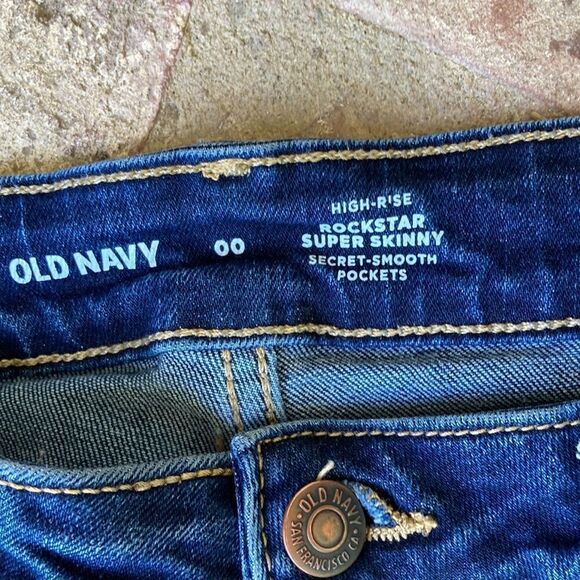 OLD NAVY
00
HIGH-RISE
ROCKSTAR
SUPER SKINNY
SECRET-SMOOTH
POCKETS
OLD NAVY
SAN FRANCISCO CA